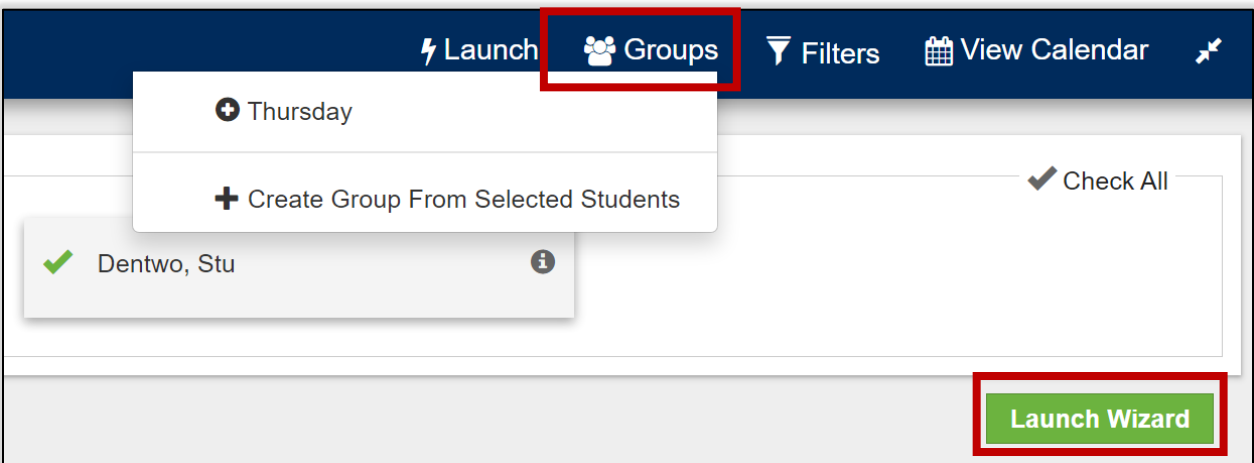 Launch Groups Filters View Calendar
Thursday
Create Group From Selected Students
Check All
Dentwo, Stu
Launch Wizard